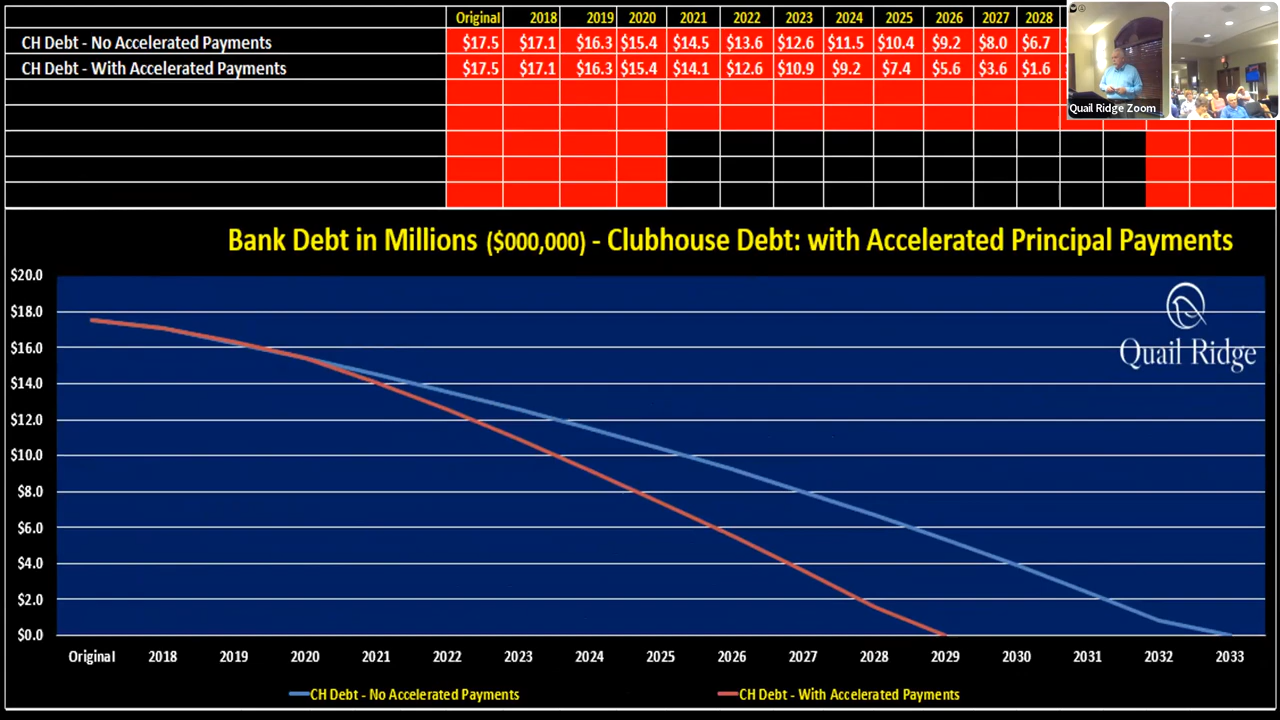 Original 2018 2019 2020 2021 2022 2023 2024 2025 2026 2027 2028
CH Debt - No Accelerated Payments $17.5 $17.1 $16.3 $15.4 $14.5 $13.6 $12.6 $11.5 $10.4 $9.2 $8.0 $6.7
CH Debt - With Accelerated Payments $17.5 $17.1 $16.3 $15.4 $14.1 $12.6 $10.9 $9.2 $7.4 $5.6 $3.6 $1.6
Quail Ridge Zoom
Bank Debt in Millions ($000,000) - Clubhouse Debt: with Accelerated Principal Payments
$20.0
$18.0
$16.0
$14.0
$12.0
$10.0
$8.0
$6.0
$4.0
$2.0
$0.0
Quail Ridge
Original 2018 2019 2020 2021 2022 2023 2024 2025 2026 2027 2028 2029 2030 2031 2032 2033
CH Debt - No Accelerated Payments CH Debt - With Accelerated Payments